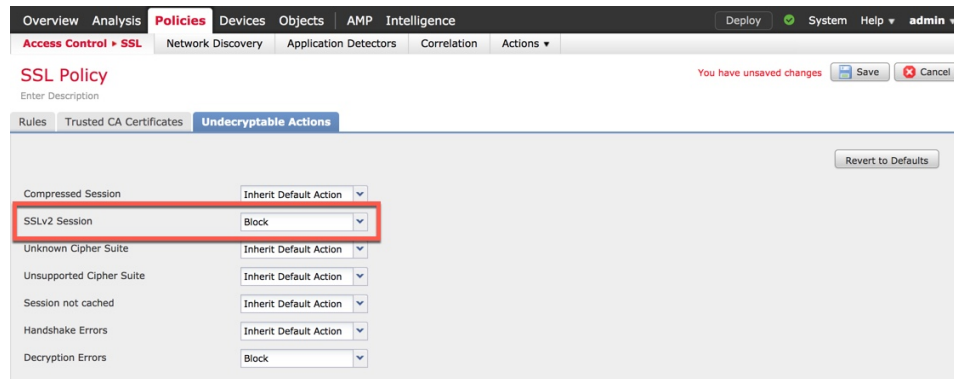 Overview Analysis Policies Devices Objects AMP Intelligence Deploy System Help admin
Access Control ▸ SSL Network Discovery Application Detectors Correlation Actions ▾
SSL Policy
You have unsaved changes Save Cancel
Enter Description
Rules Trusted CA Certificates Undecryptable Actions
Revert to Defaults
Compressed Session Inherit Default Action
SSLv2 Session Block
Unknown Cipher Suite Inherit Default Action
Unsupported Cipher Suite Inherit Default Action
Session not cached Inherit Default Action
Handshake Errors Inherit Default Action
Decryption Errors Block